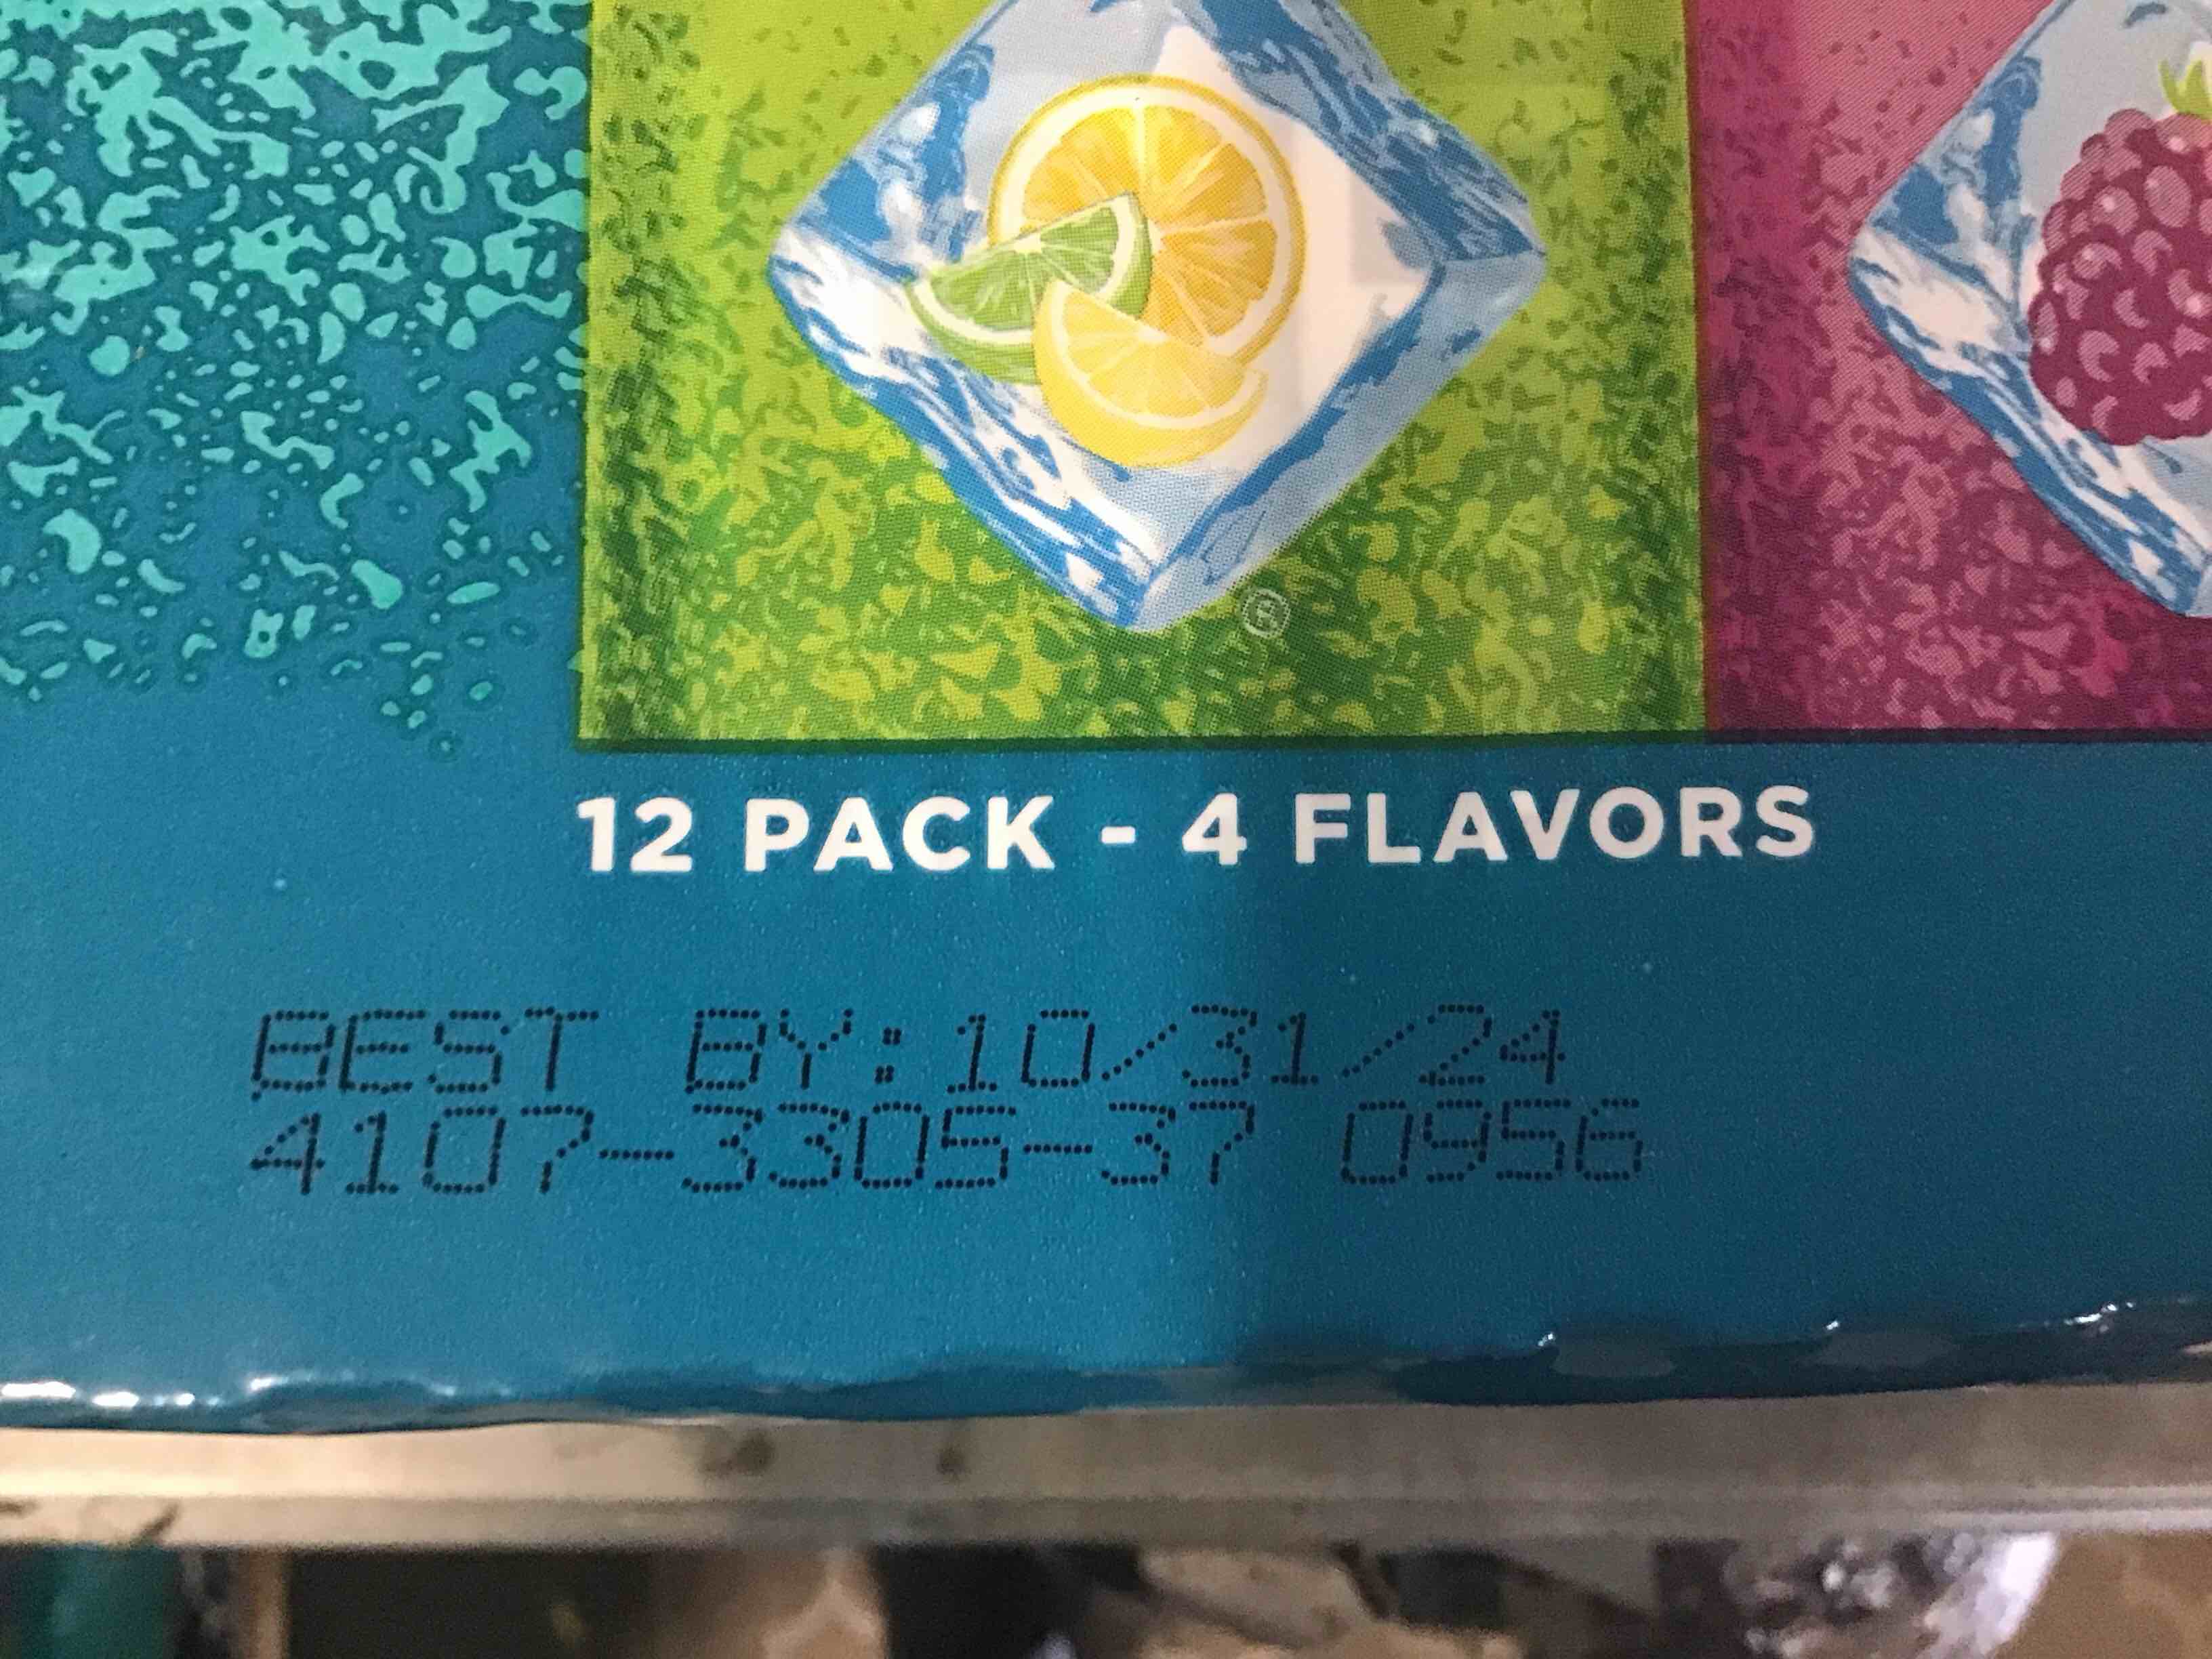 ®
12 PACK - 4 FLAVORS
BEST BY:10/31/24
4107-3305-37 0956